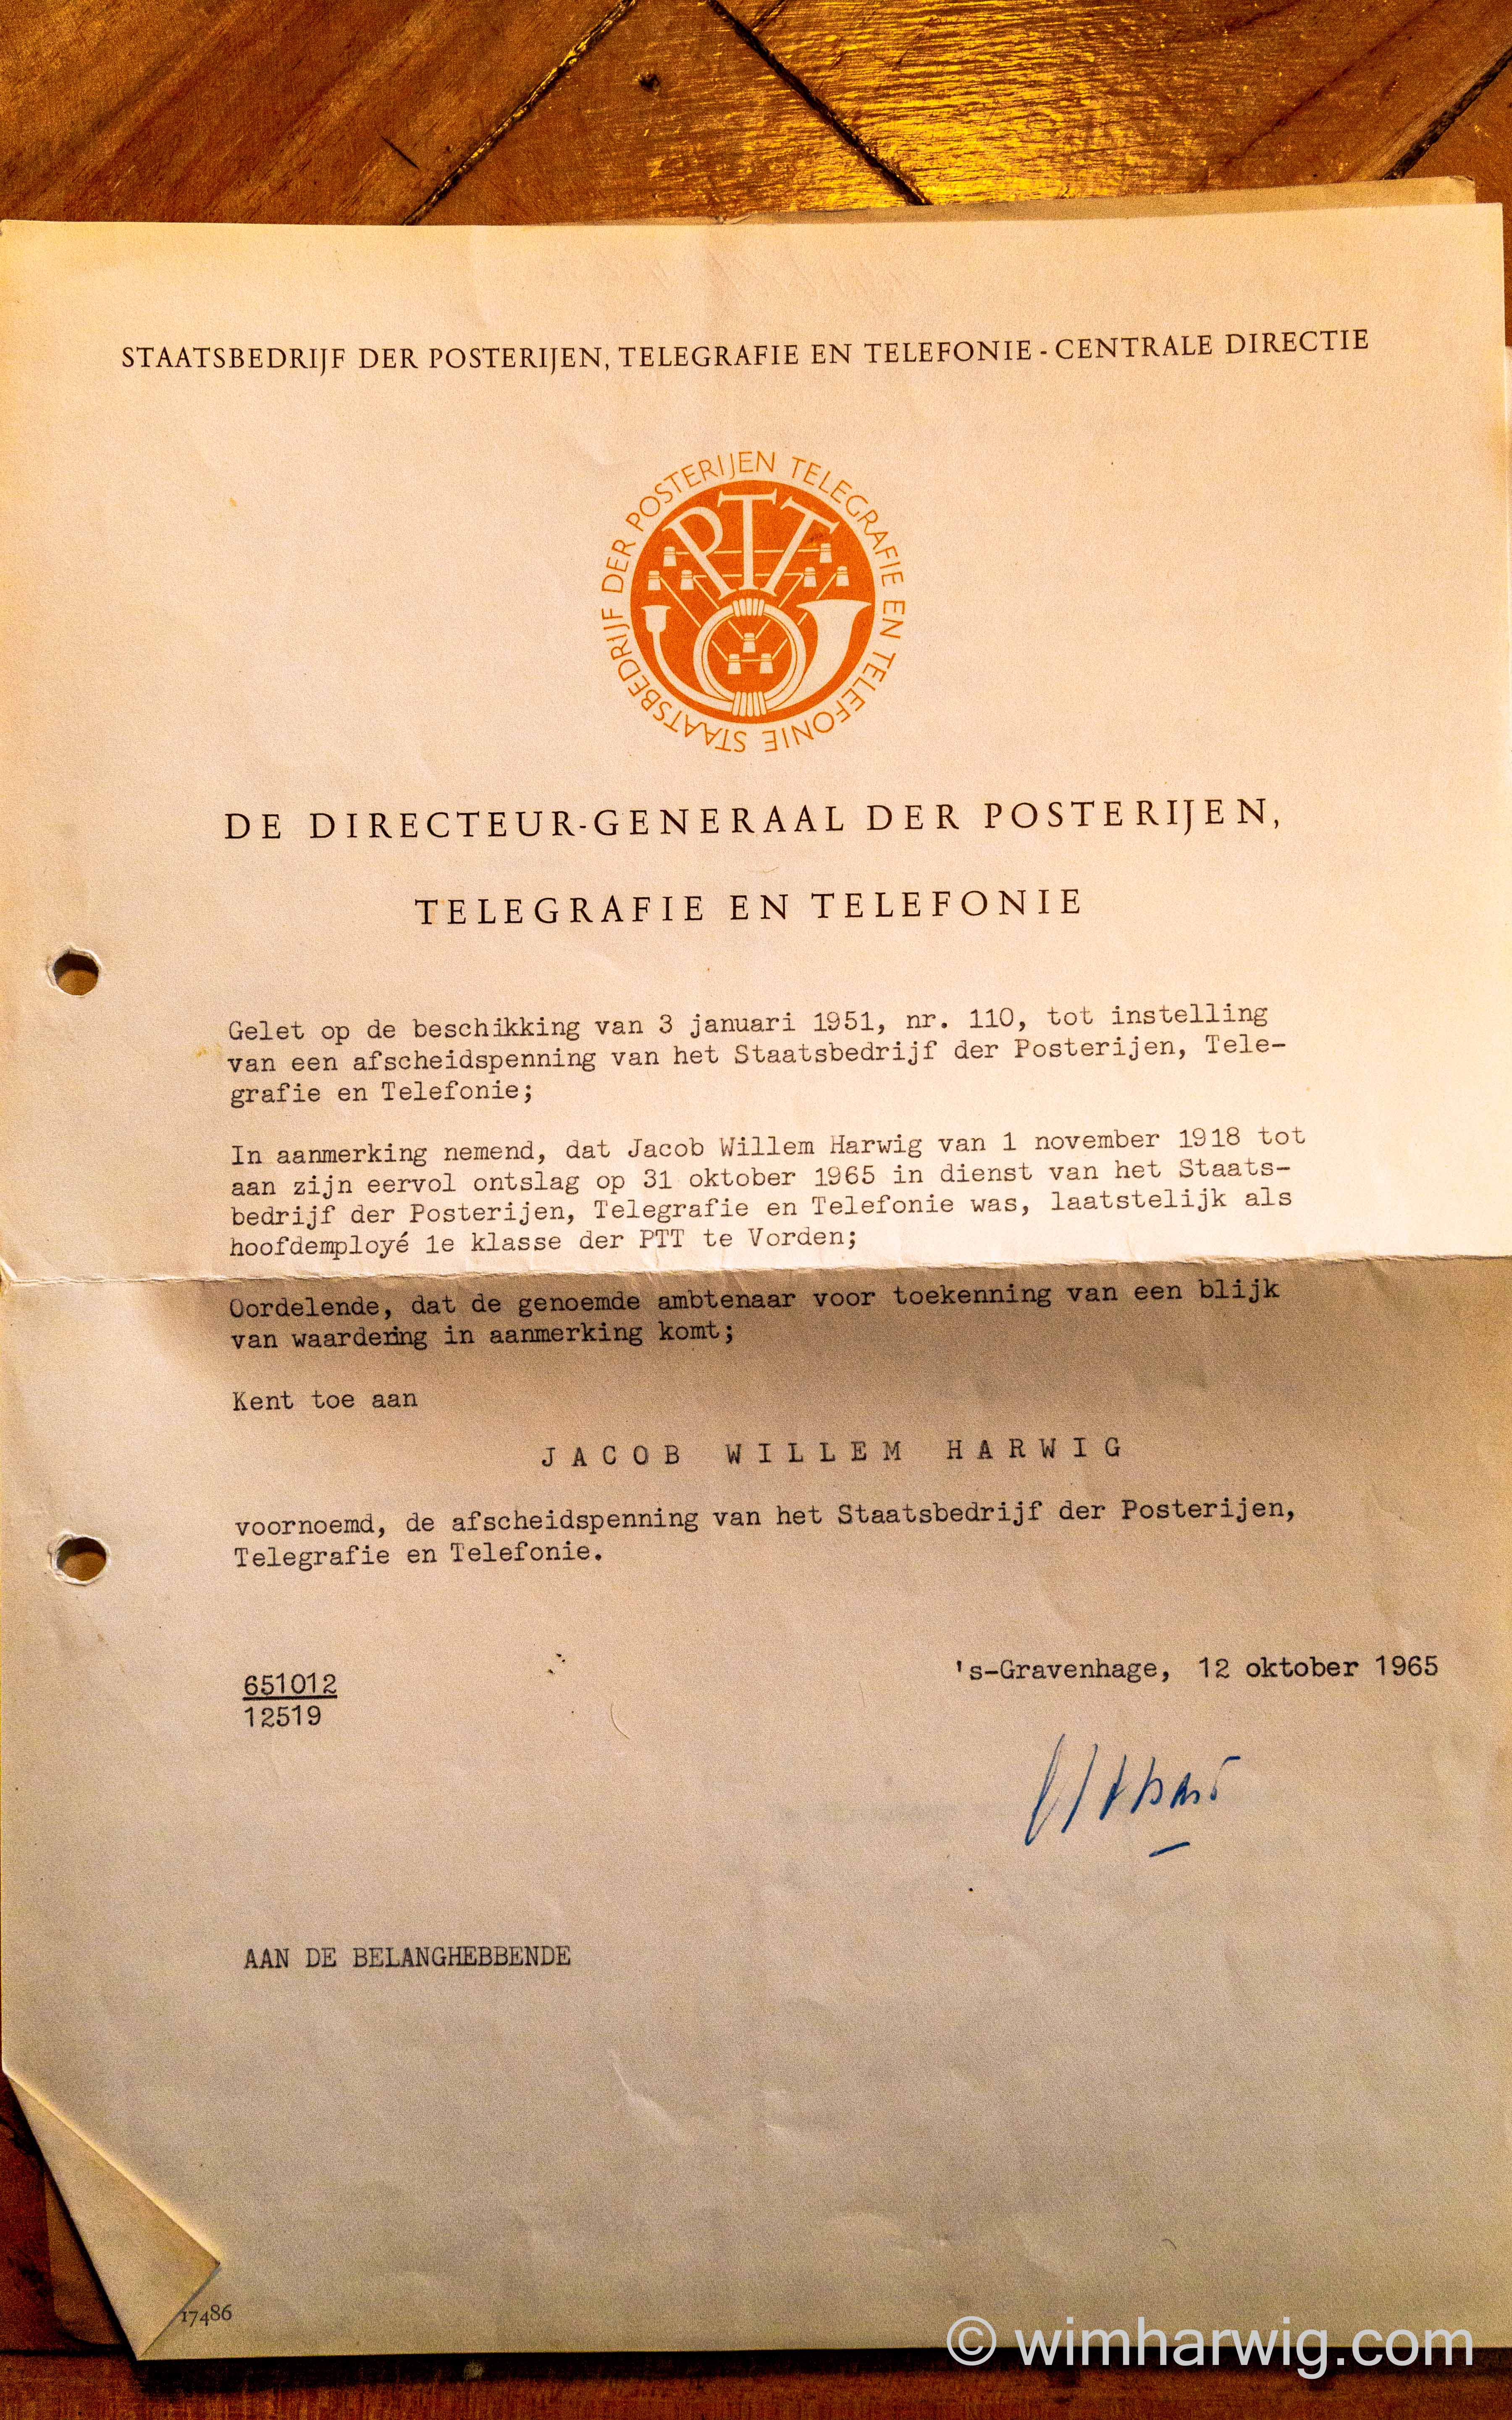 STAATSBEDRIJF DER POSTERIJEN, TELEGRAFIE EN TELEFONIE - CENTRALE DIRECTIE
STAATSBEDRIJF DER POSTERIJEN TELEGRAFIE EN TELEFONIE
PTT
DE DIRECTEUR-GENERAAL DER POSTERIJEN,
TELEGRAFIE EN TELEFONIE
Gelet op de beschikking van 3 januari 1951, nr. 110, tot instelling
van een afscheidspenning van het Staatsbedrijf der Posterijen, Tele-
grafie en Telefonie;
In aanmerking nemend, dat Jacob Willem Harwig van 1 november 1918 tot
aan zijn eervol ontslag op 31 oktober 1965 in dienst van het Staats-
bedrijf der Posterijen, Telegrafie en Telefonie was, laatstelijk als
hoofdemployé 1e klasse der PTT te Vorden;
Oordelende, dat de genoemde ambtenaar voor toekenning van een blijk
van waardering in aanmerking komt;
Kent toe aan
JACOB WILLEM HARWIG
voornoemd, de afscheidspenning van het Staatsbedrijf der Posterijen,
Telegrafie en Telefonie.
's-Gravenhage, 12 oktober 1965
651012
12519
AAN DE BELANGHEBBENDE
17486
© wimharwig.com